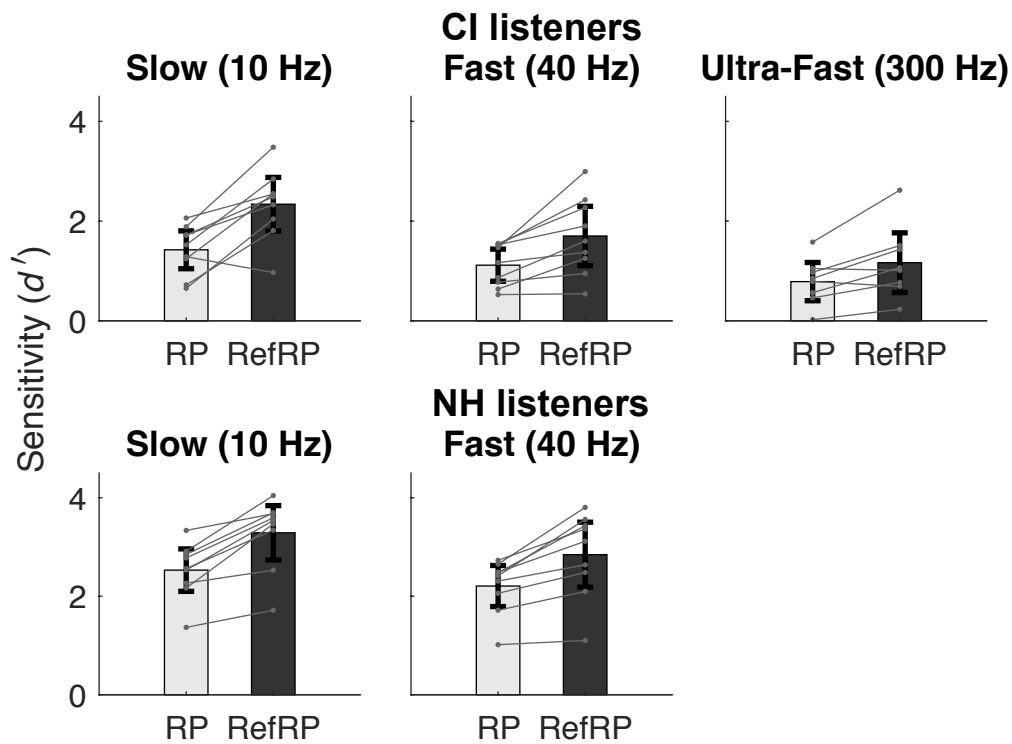 CI listeners
Slow (10 Hz)
Fast (40 Hz)
Ultra-Fast (300 Hz)
4
2
0
RP
RefRP
RP
RefRP
RP
RefRP
Sensitivity (d′)
NH listeners
Slow (10 Hz)
Fast (40 Hz)
4
2
0
RP
RefRP
RP
RefRP